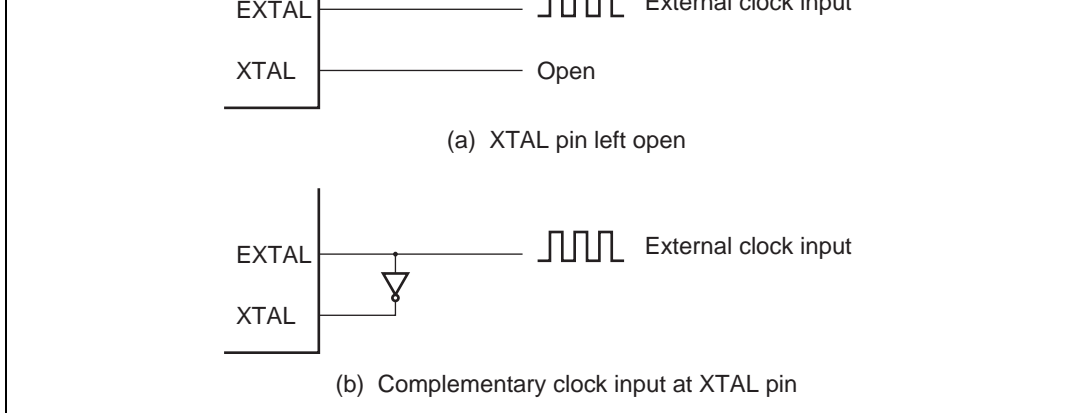 EXTAL External clock input
XTAL Open
(a) XTAL pin left open
EXTAL External clock input
XTAL
(b) Complementary clock input at XTAL pin